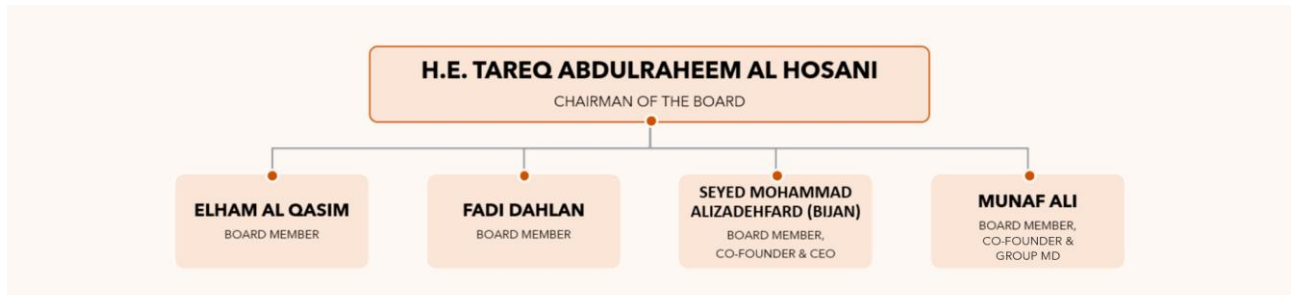 H.E. TAREQ ABDULRAHEEM AL HOSANI
CHAIRMAN OF THE BOARD
ELHAM AL QASIM
BOARD MEMBER
FADI DAHLAN
BOARD MEMBER
SEYED MOHAMMAD
ALIZADEHFARD (BIJAN)
BOARD MEMBER,
CO-FOUNDER & CEO
MUNAF ALI
BOARD MEMBER,
CO-FOUNDER &
GROUP MD